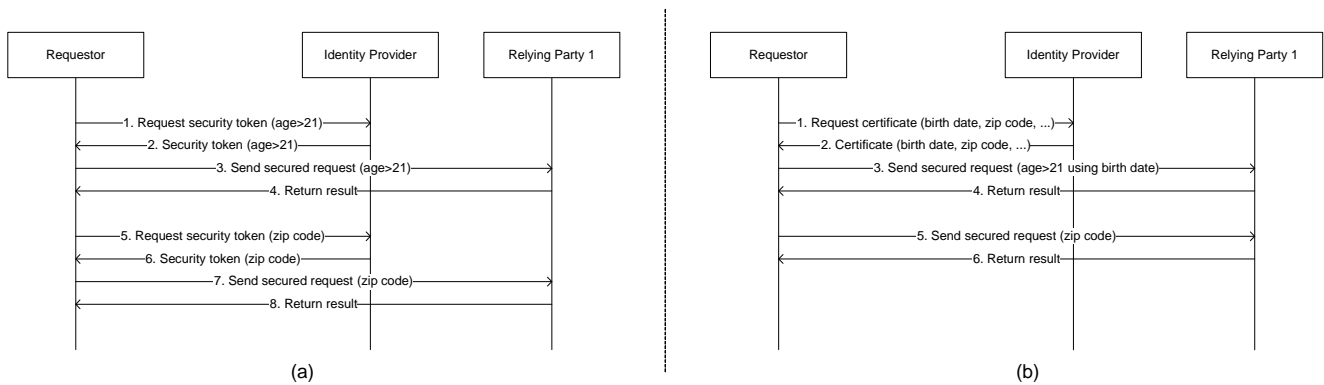 Requestor
Identity Provider
Relying Party 1
1. Request security token (age>21)
2. Security token (age>21)
3. Send secured request (age>21)
4. Return result
5. Request security token (zip code)
6. Security token (zip code)
7. Send secured request (zip code)
8. Return result
(a)
Requestor
Identity Provider
Relying Party 1
1. Request certificate (birth date, zip code, ...)
2. Certificate (birth date, zip code, ...)
3. Send secured request (age>21 using birth date)
4. Return result
5. Send secured request (zip code)
6. Return result
(b)